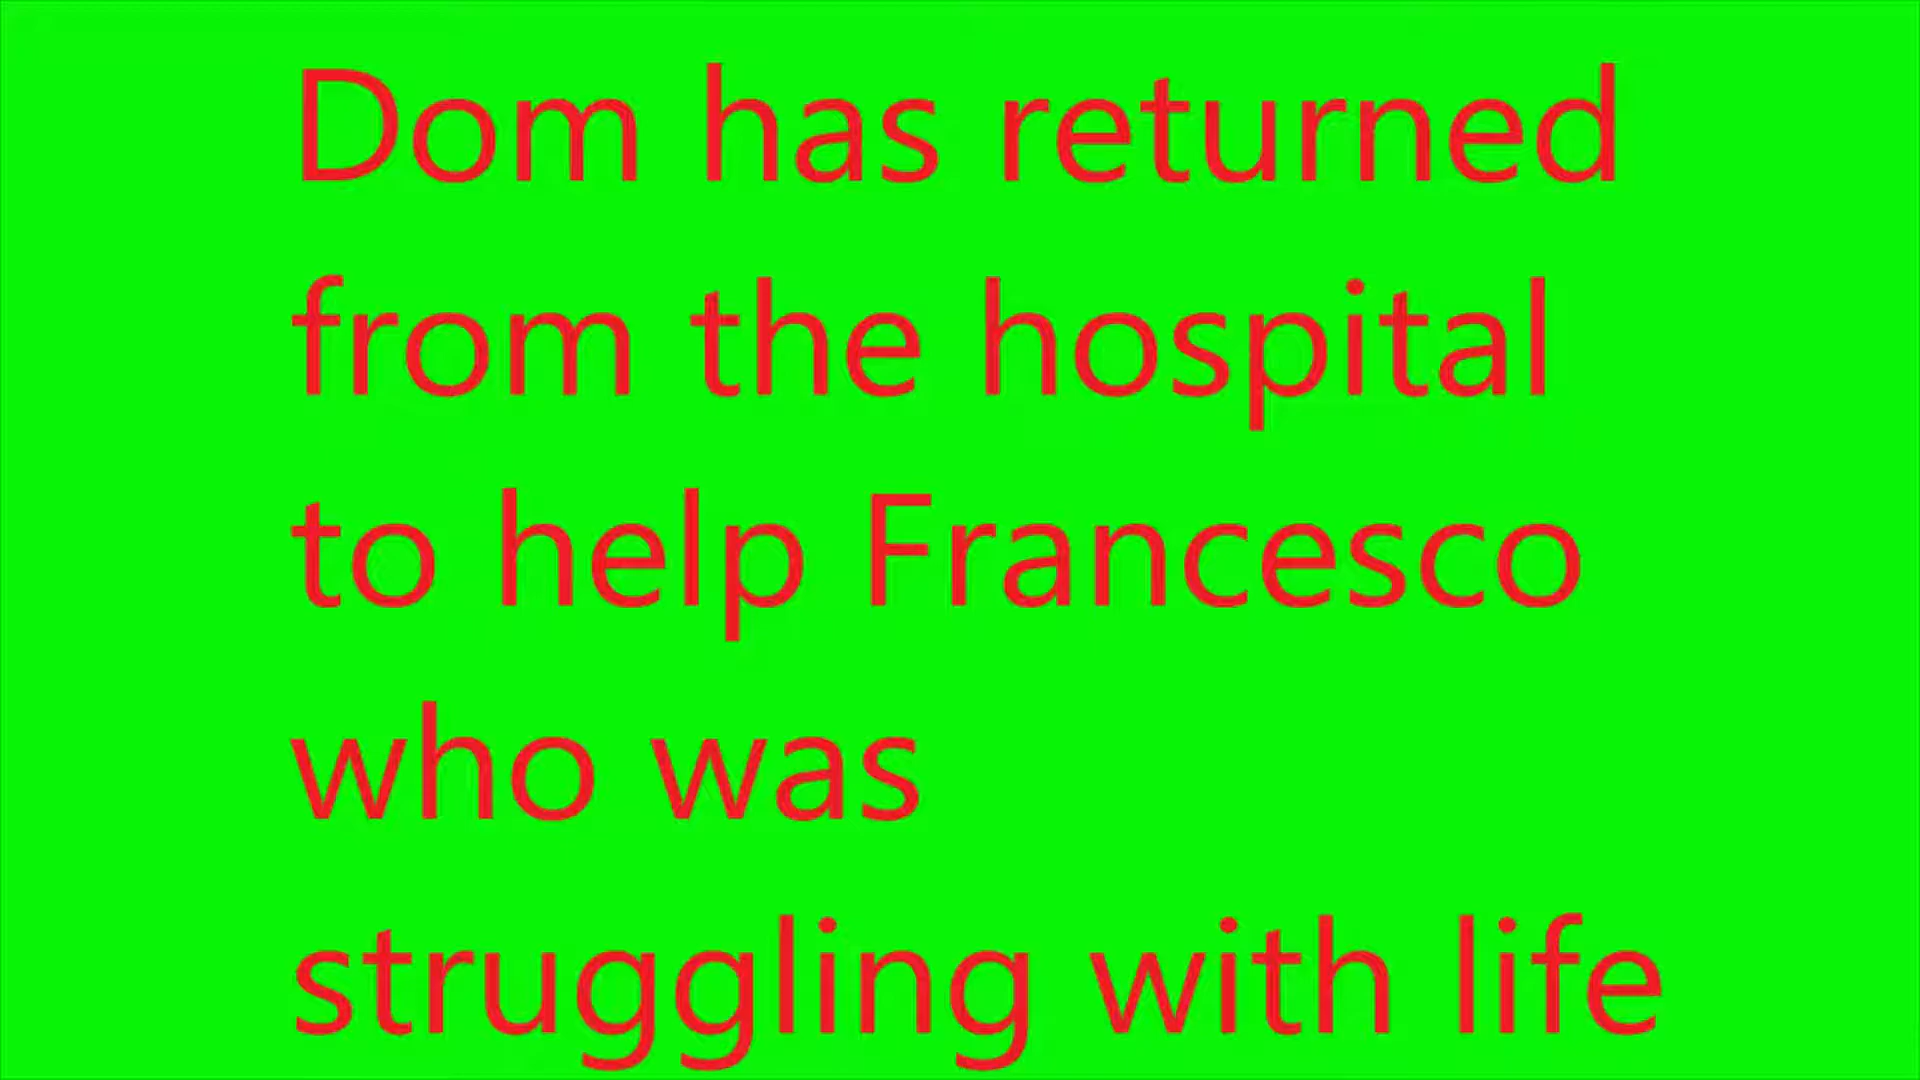 Dom has returned
from the hospital
to help Francesco
who was
struggling with life